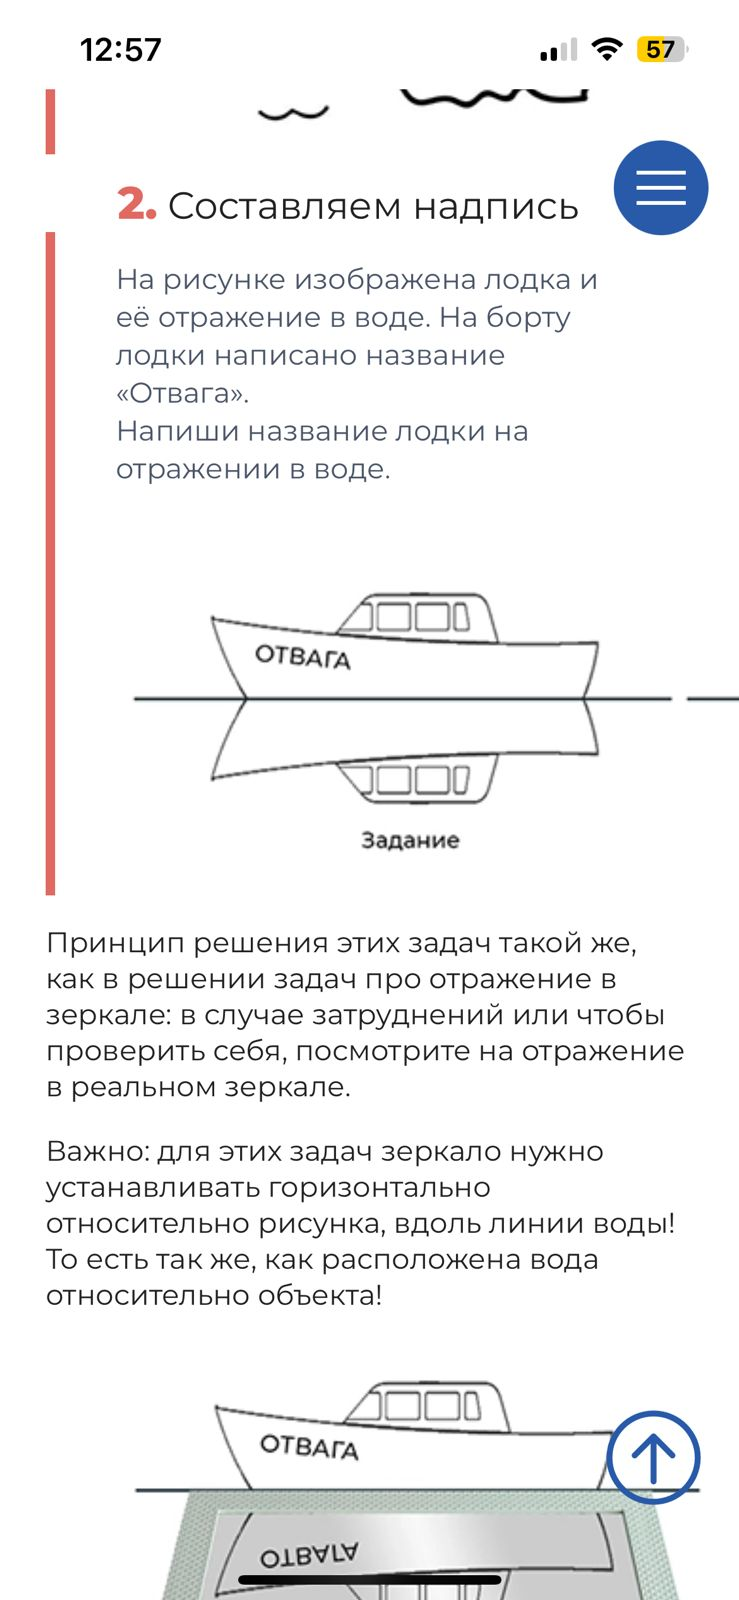 12:57
57
2. Составляем надпись
На рисунке изображена лодка и
её отражение в воде. На борту
лодки написано название
«Отвага».
Напиши название лодки на
отражении в воде.
ОТВАГА
Задание
Принцип решения этих задач такой же,
как в решении задач про отражение в
зеркале: в случае затруднений или чтобы
проверить себя, посмотрите на отражение
в реальном зеркале.
Важно: для этих задач зеркало нужно
устанавливать горизонтально
относительно рисунка, вдоль линии воды!
То есть так же, как расположена вода
относительно объекта!
ОТВАГА
ОТВАГА